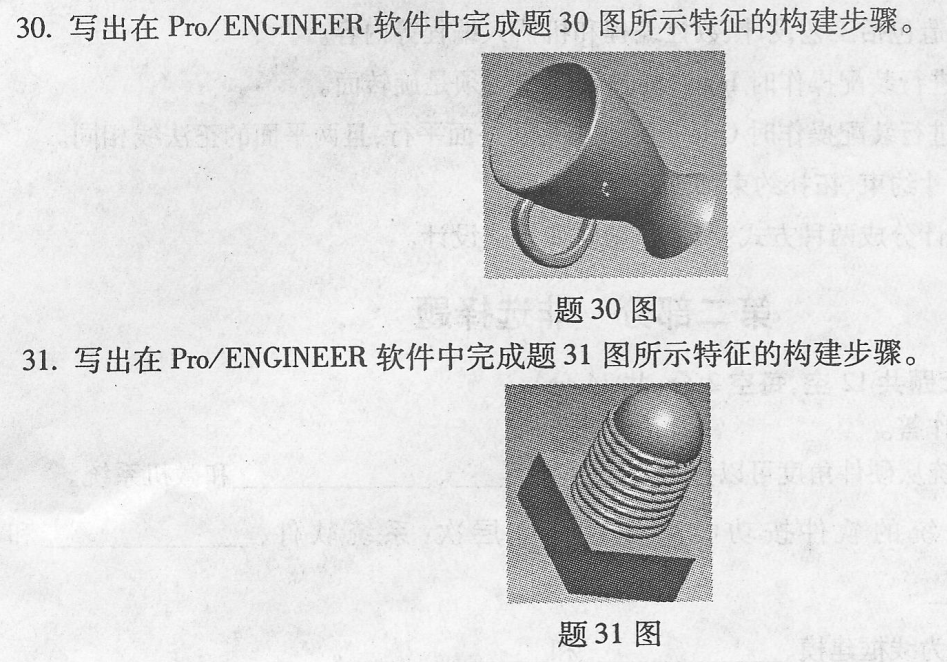 30. 写出在 Pro/ENGINEER 软件中完成题 30 图所示特征的构建步骤。
题 30 图
31. 写出在 Pro/ENGINEER 软件中完成题 31 图所示特征的构建步骤。
题 31 图